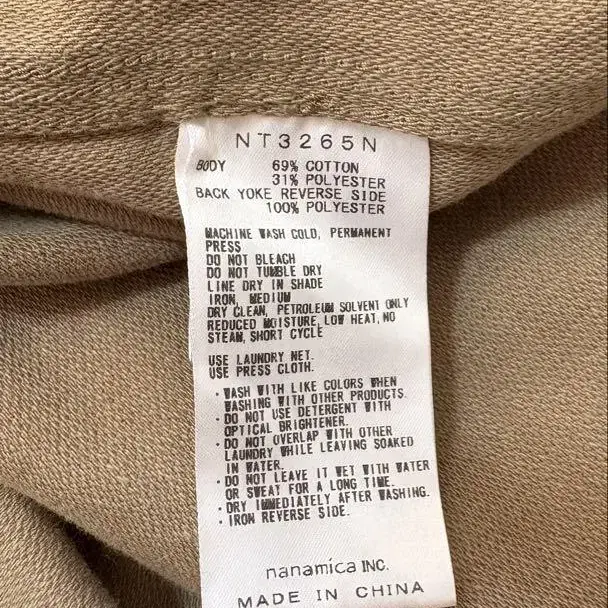 NT3265N
BODY 69% COTTON
31% POLYESTER
BACK YOKE REVERSE SIDE
100% POLYESTER
MACHINE WASH COLD, PERMANENT
PRESS
DO NOT BLEACH
DO NOT TUMBLE DRY
LINE DRY IN SHADE
IRON, MEDIUM
DRY CLEAN, PETROLEUM SOLVENT ONLY
REDUCED MOISTURE, LOW HEAT, NO
STEAM, SHORT CYCLE
USE LAUNDRY NET.
USE PRESS CLOTH.
・WASH WITH LIKE COLORS WHEN
WASHING WITH OTHER PRODUCTS.
・DO NOT USE DETERGENT WITH
OPTICAL BRIGHTENER.
・DO NOT OVERLAP WITH OTHER
LAUNDRY WHILE LEAVING SOAKED
IN WATER.
・DO NOT LEAVE IT WET WITH WATER
OR SWEAT FOR A LONG TIME.
・DRY IMMEDIATELY AFTER WASHING.
・IRON REVERSE SIDE.
nanamica INC.
MADE IN CHINA